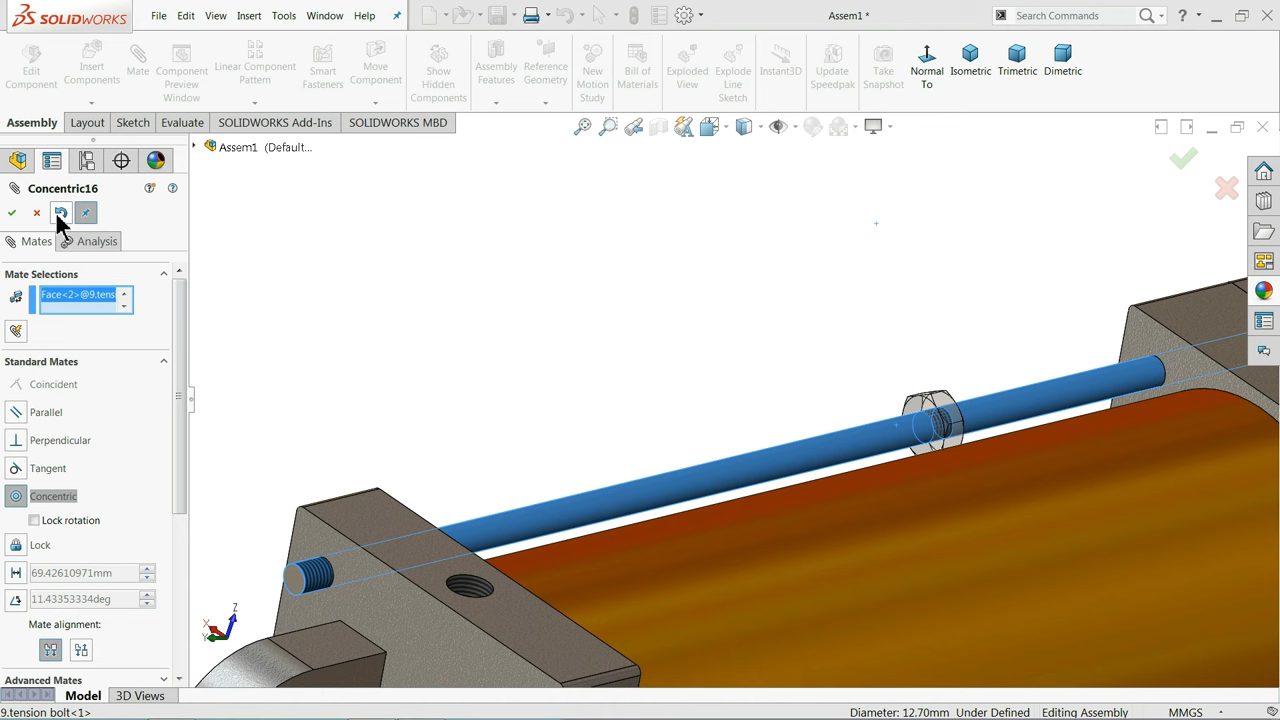 SOLIDWORKS
File
Edit
View
Insert
Tools
Window
Help
Assem1 *
Search Commands
?
Edit
Component
Insert
Components
Mate
Component
Preview
Window
Linear Component
Pattern
Smart
Fasteners
Move
Component
Show
Hidden
Components
Assembly
Features
Reference
Geometry
New
Motion
Study
Bill of
Materials
Exploded
View
Explode
Line
Sketch
Instant3D
Update
Speedpak
Take
Snapshot
Normal
To
Isometric
Trimetric
Dimetric
Assembly
Layout
Sketch
Evaluate
SOLIDWORKS Add-Ins
SOLIDWORKS MBD
Assem1 (Default...
Concentric16
Mates
Analysis
Mate Selections
Face<2>@9.tens
Standard Mates
Coincident
Parallel
Perpendicular
Tangent
Concentric
Lock rotation
Lock
69.42610971mm
11.43353334deg
Mate alignment:
Advanced Mates
Z
X
Y
Model
3D Views
9.tension bolt<1>
Diameter: 12.70mm
Under Defined
Editing Assembly
MMGS